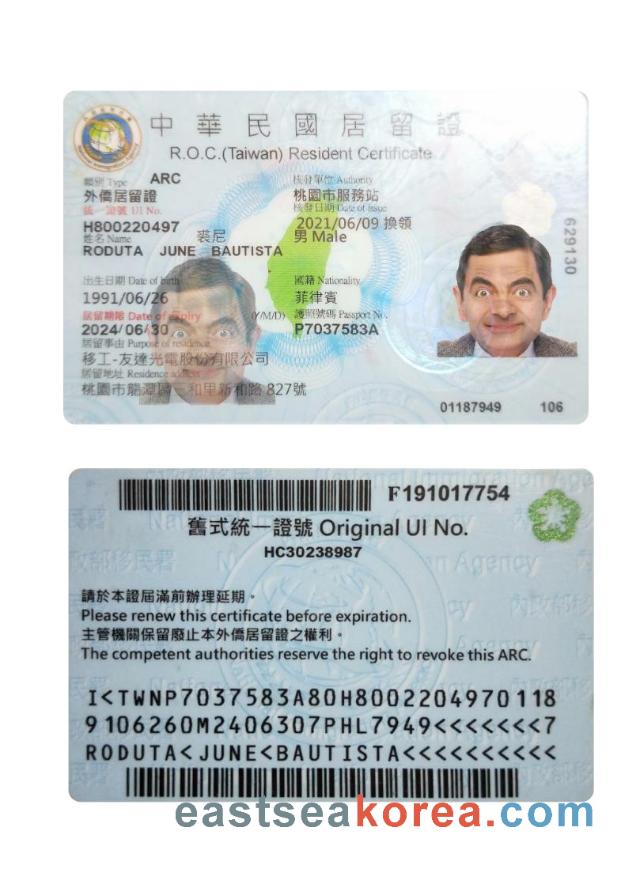 中華民國居留證
R.O.C.(Taiwan) Resident Certificate
類別 Type ARC
外僑居留證
核發單位 Authority
桃園市服務站
統一證號 UI No.
H800220497
核發日期 Date of Issue
2021/06/09 換領
姓名 Name 裘尼
男 Male
RODUTA JUNE BAUTISTA
出生日期 Date of birth
1991/06/26
國籍 Nationality
菲律賓
居留期限 Date of Expiry (Y/M/D)
2024/06/30
護照號碼 Passport No.
P7037583A
居留事由 Purpose of residence
移工-友達光電股份有限公司
居留地址 Residence address
桃園市龍潭區三和里新和路 827號
629130
01187949 106
F191017754
舊式統一證號 Original UI No.
HC30238987
請於本證屆滿前辦理延期。
Please renew this certificate before expiration.
主管機關保留廢止本外僑居留證之權利。
The competent authorities reserve the right to revoke this ARC.
I<TWNP7037583A80H8002204970118
9106260M2406307PHL7949<<<<<<<7
RODUTA<JUNE<BAUTISTA<<<<<<<<<<
eastseakorea.com